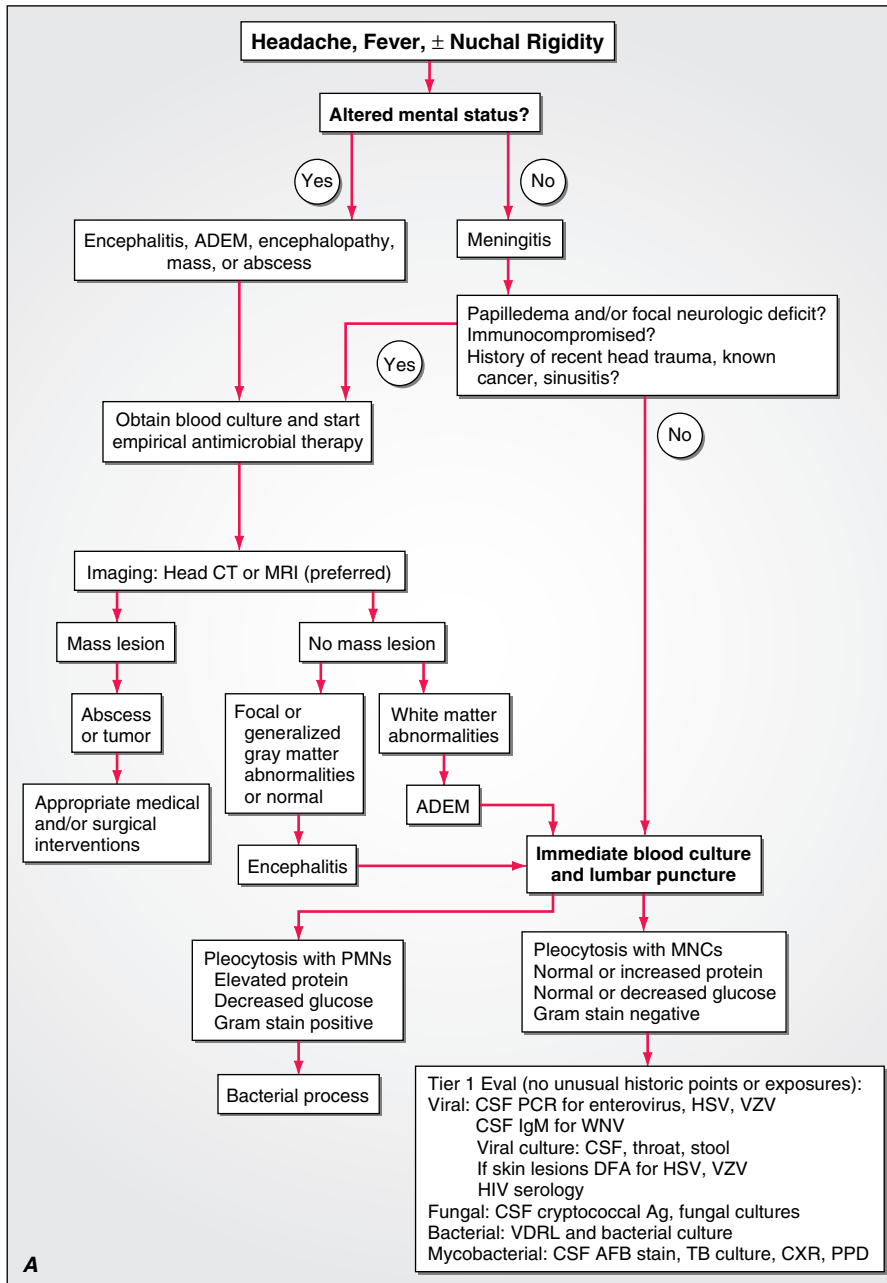 Headache, Fever, ± Nuchal Rigidity
Altered mental status?
Yes
No
Encephalitis, ADEM, encephalopathy,
mass, or abscess
Meningitis
Papilledema and/or focal neurologic deficit?
Immunocompromised?
History of recent head trauma, known
cancer, sinusitis?
Yes
No
Obtain blood culture and start
empirical antimicrobial therapy
Imaging: Head CT or MRI (preferred)
Mass lesion
No mass lesion
Abscess
or tumor
Focal or
generalized
gray matter
abnormalities
or normal
White matter
abnormalities
Appropriate medical
and/or surgical
interventions
ADEM
Encephalitis
Immediate blood culture
and lumbar puncture
Pleocytosis with PMNs
Elevated protein
Decreased glucose
Gram stain positive
Pleocytosis with MNCs
Normal or increased protein
Normal or decreased glucose
Gram stain negative
Bacterial process
Tier 1 Eval (no unusual historic points or exposures):
Viral: CSF PCR for enterovirus, HSV, VZV
CSF IgM for WNV
Viral culture: CSF, throat, stool
If skin lesions DFA for HSV, VZV
HIV serology
Fungal: CSF cryptococcal Ag, fungal cultures
Bacterial: VDRL and bacterial culture
Mycobacterial: CSF AFB stain, TB culture, CXR, PPD
A